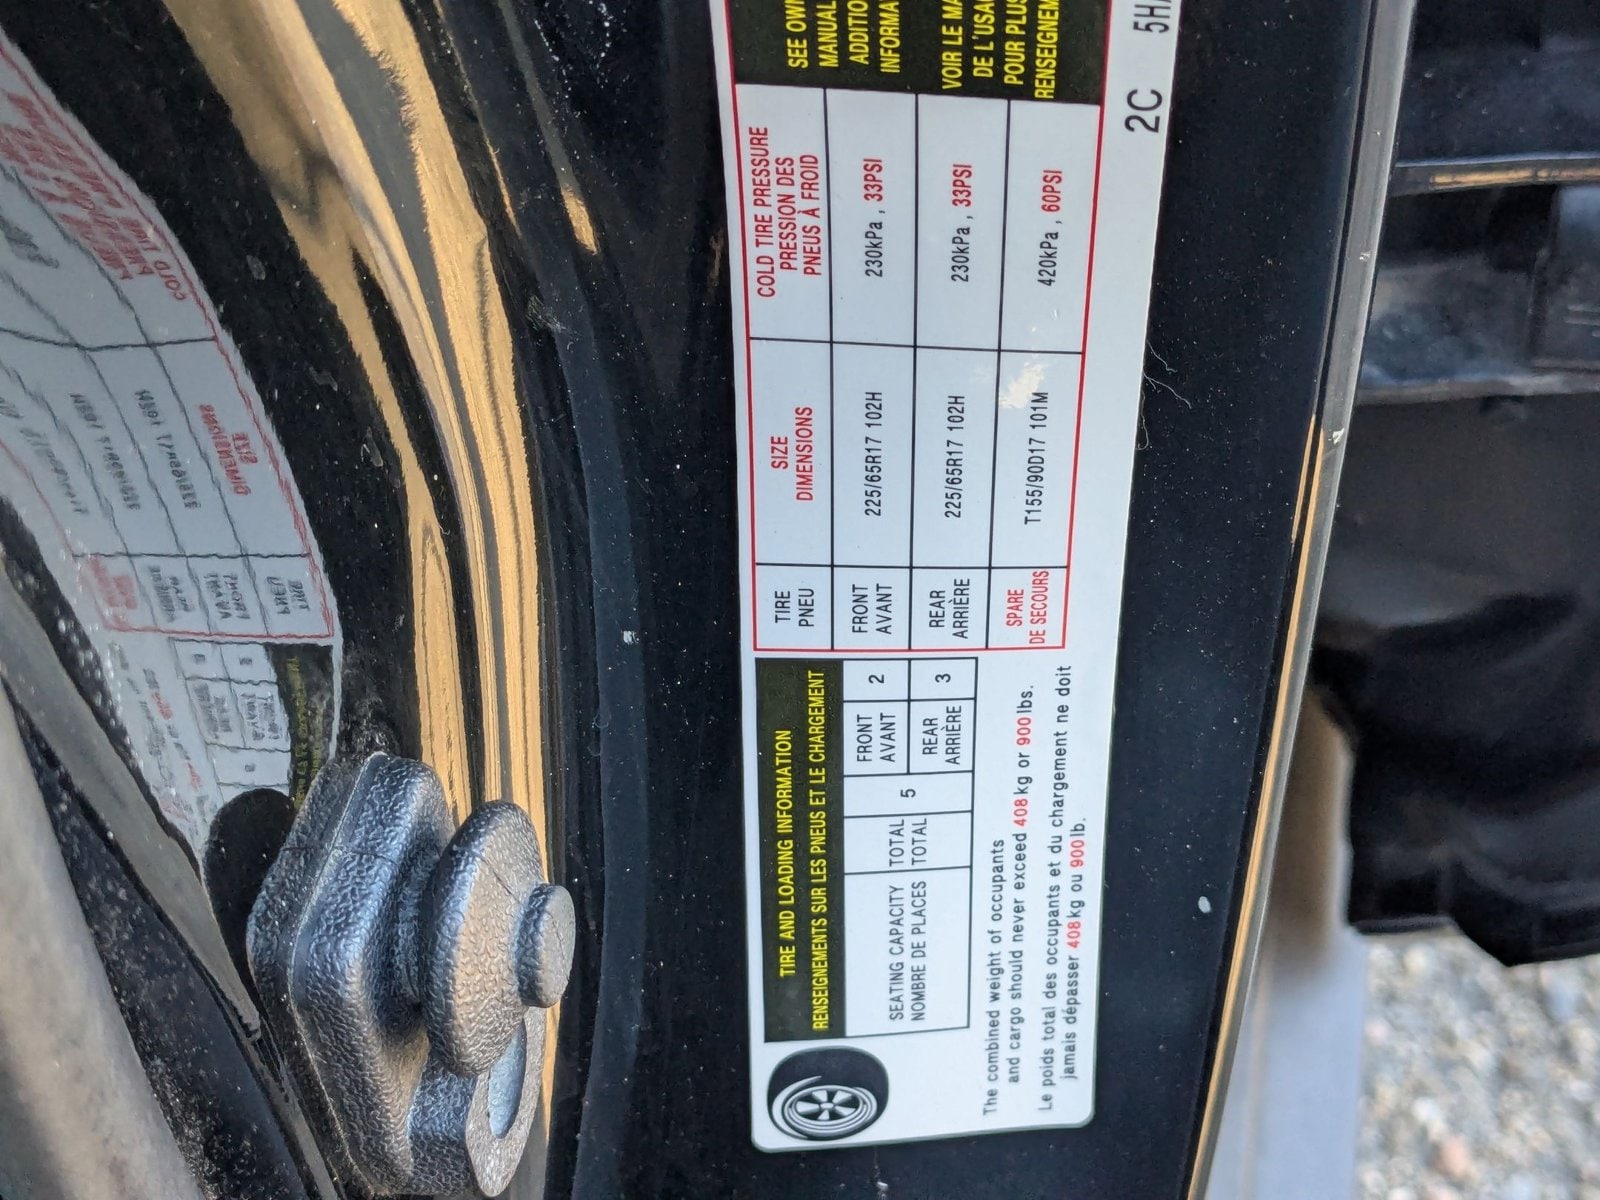 TIRE AND LOADING INFORMATION
RENSEIGNEMENTS SUR LES PNEUS ET LE CHARGEMENT
SEATING CAPACITY
NOMBRE DE PLACES
TOTAL
TOTAL
5
FRONT
AVANT
2
REAR
ARRIÈRE
3
The combined weight of occupants
and cargo should never exceed 408 kg or 900 lbs.
Le poids total des occupants et du chargement ne doit
jamais dépasser 408 kg ou 900 lb.
TIRE
PNEU
SIZE
DIMENSIONS
COLD TIRE PRESSURE
PRESSION DES
PNEUS À FROID
FRONT
AVANT
225/65R17 102H
230kPa , 33PSI
REAR
ARRIÈRE
225/65R17 102H
230kPa , 33PSI
SPARE
DE SECOURS
T155/90D17 101M
420kPa , 60PSI
SEE OWN
MANUAL
ADDITIO
INFORMA
VOIR LE MA
DE L'USAG
POUR PLUS
RENSEIGNEM
2C 5H